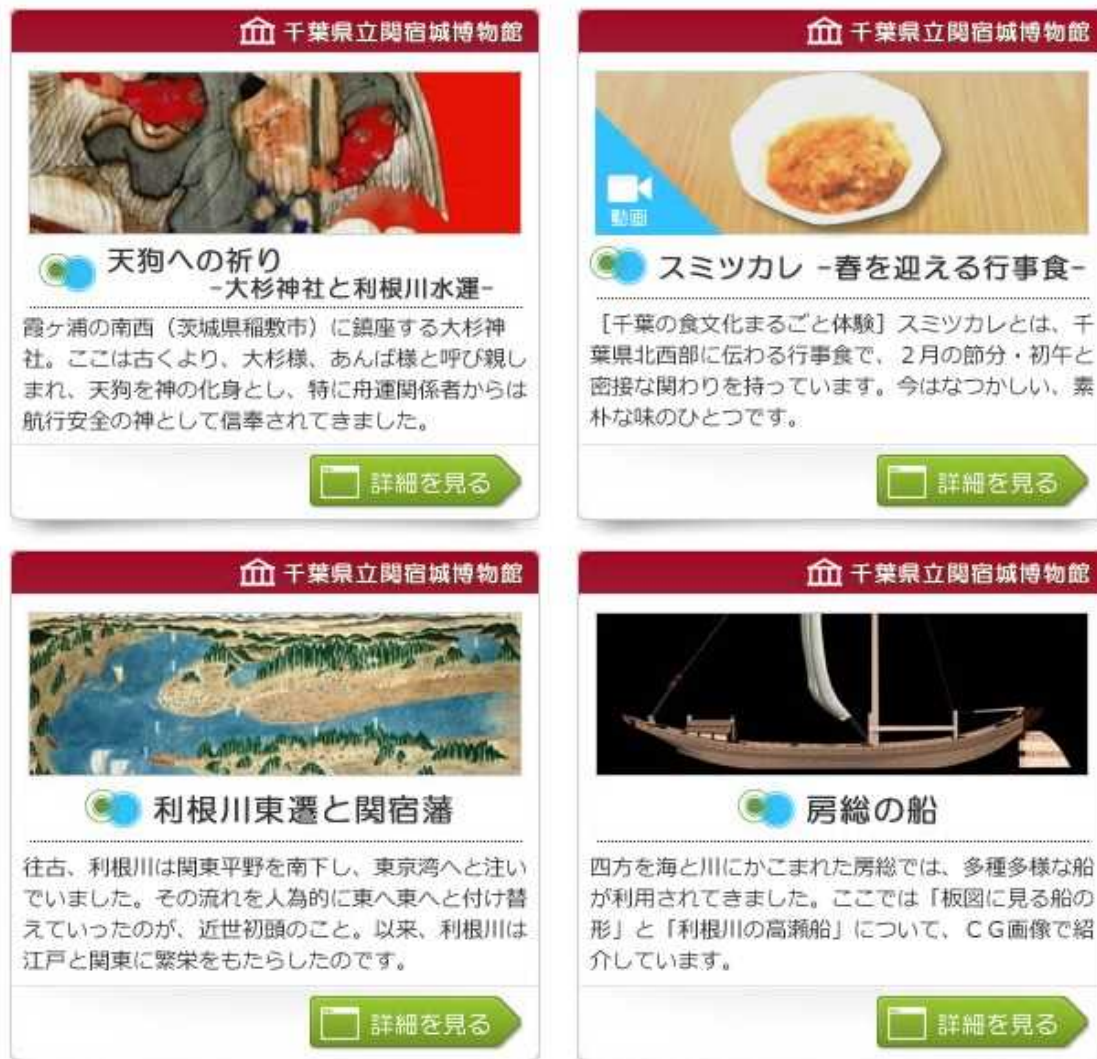 千葉県立関宿城博物館
天狗への祈り
-大杉神社と利根川水運-
霞ヶ浦の南西（茨城県稲敷市）に鎮座する大杉神
社。ここは古くより、大杉様、あんば様と呼び親し
まれ、天狗を神の化身とし、特に舟運関係者からは
航行安全の神として信奉されてきました。
詳細を見る
千葉県立関宿城博物館
動画
スミツカレ -春を迎える行事食-
［千葉の食文化まるごと体験］スミツカレとは、千
葉県北西部に伝わる行事食で、２月の節分・初午と
密接な関わりを持っています。今はなつかしい、素
朴な味のひとつです。
詳細を見る
千葉県立関宿城博物館
利根川東遷と関宿藩
往古、利根川は関東平野を南下し、東京湾へと注い
でいました。その流れを人為的に東へ東へと付け替
えていったのが、近世初頭のこと。以来、利根川は
江戸と関東に繁栄をもたらしたのです。
詳細を見る
千葉県立関宿城博物館
房総の船
四方を海と川にかこまれた房総では、多種多様な船
が利用されてきました。ここでは「板図に見る船の
形」と「利根川の高瀬船」について、ＣＧ画像で紹
介しています。
詳細を見る